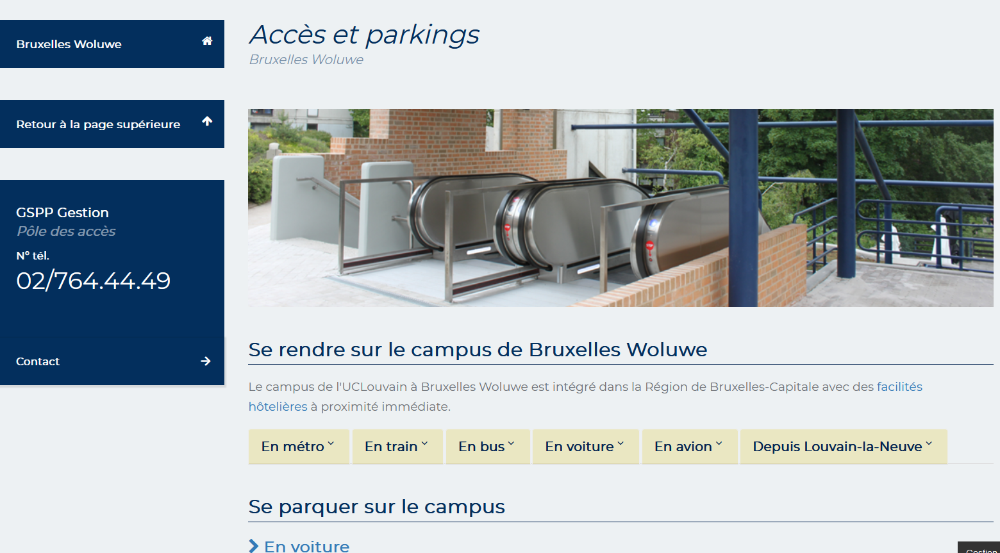 Bruxelles Woluwe
Retour à la page supérieure
GSPP Gestion
Pôle des accès
N° tél.
02/764.44.49
Contact
Accès et parkings
Bruxelles Woluwe
Se rendre sur le campus de Bruxelles Woluwe
Le campus de l'UCLouvain à Bruxelles Woluwe est intégré dans la Région de Bruxelles-Capitale avec des facilités
hôtelières à proximité immédiate.
En métro En train En bus En voiture En avion Depuis Louvain-la-Neuve
Se parquer sur le campus
En voiture
Gestion